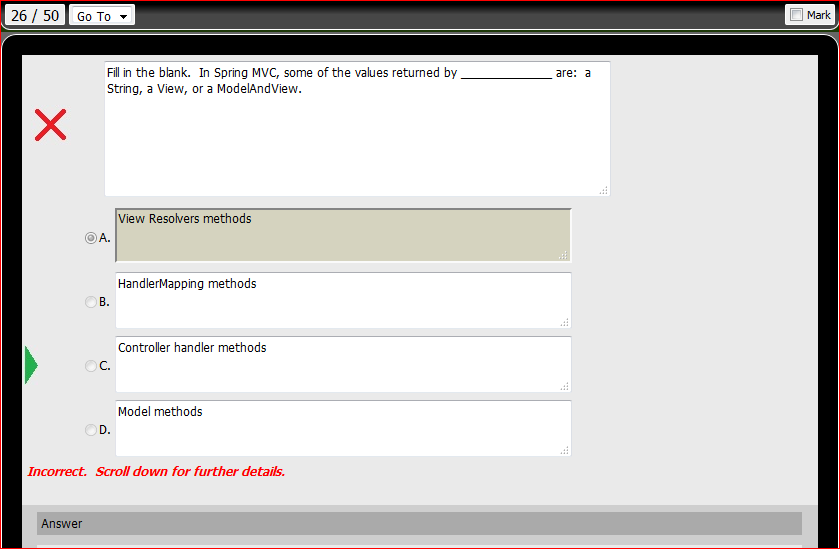 26 / 50 Go To Mark
Fill in the blank.  In Spring MVC, some of the values returned by _______________ are:  a
String, a View, or a ModelAndView.
A. View Resolvers methods
B. HandlerMapping methods
C. Controller handler methods
D. Model methods
Incorrect.  Scroll down for further details.
Answer